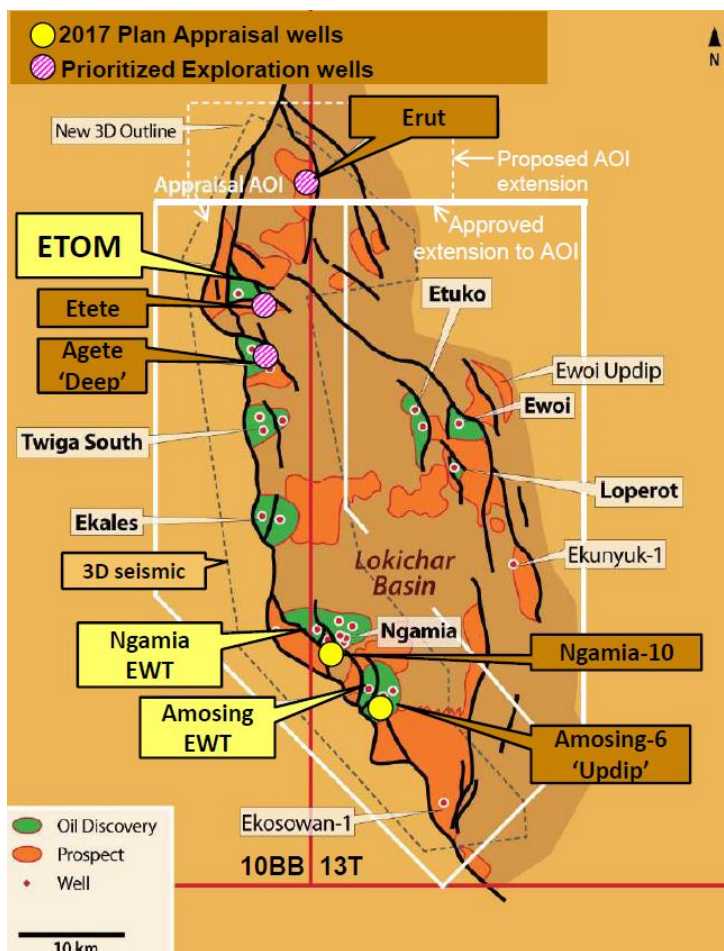 2017 Plan Appraisal wells
Prioritized Exploration wells
N
Erut
New 3D Outline
Proposed AOI
extension
Appraisal AOI
Approved
extension to AOI
ETOM
Etete
Etuko
Agete
'Deep'
Ewoi Updip
Ewoi
Twiga South
Loperot
Ekales
Ekunyuk-1
3D seismic
Lokichar
Basin
Ngamia
EWT
Ngamia
Ngamia-10
Amosing
EWT
Amosing-6
'Updip'
Ekosowan-1
Oil Discovery
Prospect
Well
10BB
13T
10 km